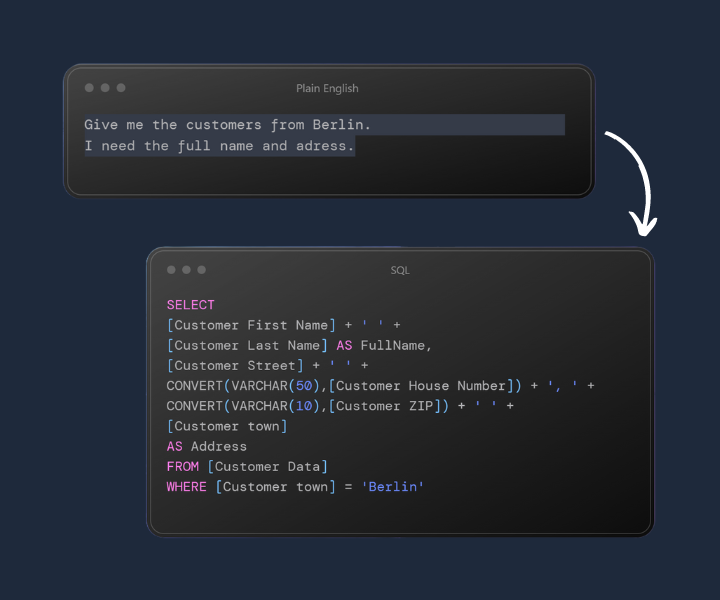 Plain English
Give me the customers from Berlin.
I need the full name and adress.
SQL
SELECT
[Customer First Name] + ' ' +
[Customer Last Name] AS FullName,
[Customer Street] + ' ' +
CONVERT(VARCHAR(50),[Customer House Number]) + ', ' +
CONVERT(VARCHAR(10),[Customer ZIP]) + ' ' +
[Customer town]
AS Address
FROM [Customer Data]
WHERE [Customer town] = 'Berlin'